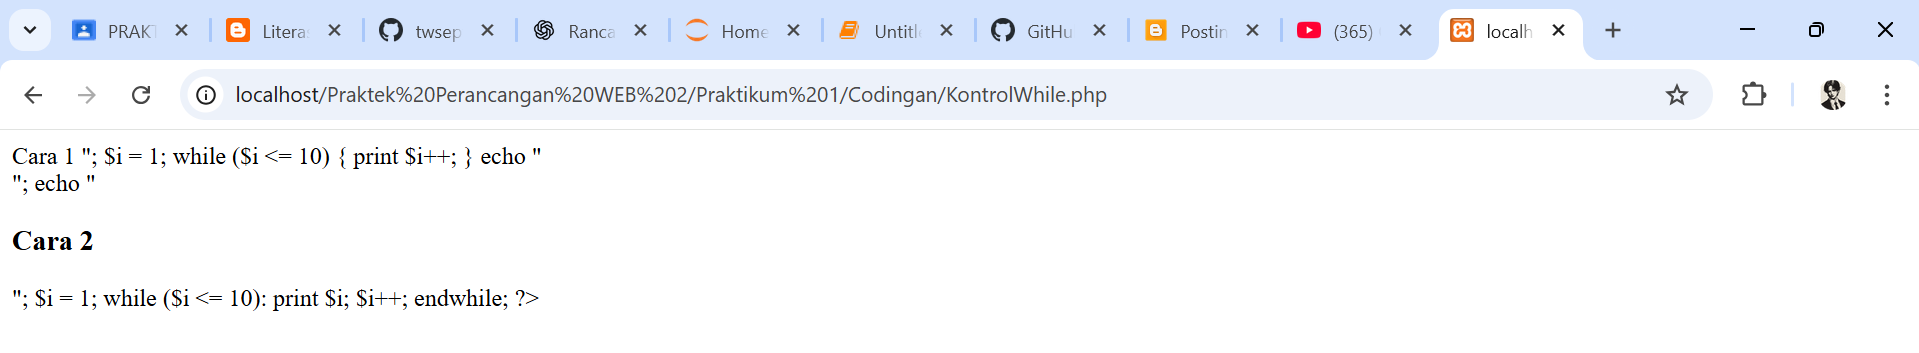 PRAKT
Litera
twsep
Ranca
Home
Untitle
GitHu
Postin
(365)
localh
localhost/Praktek%20Perancangan%20WEB%202/Praktikum%201/Codingan/KontrolWhile.php
Cara 1 "; $i = 1; while ($i <= 10) { print $i++; } echo "
"; echo "
Cara 2
"; $i = 1; while ($i <= 10): print $i; $i++; endwhile; ?>